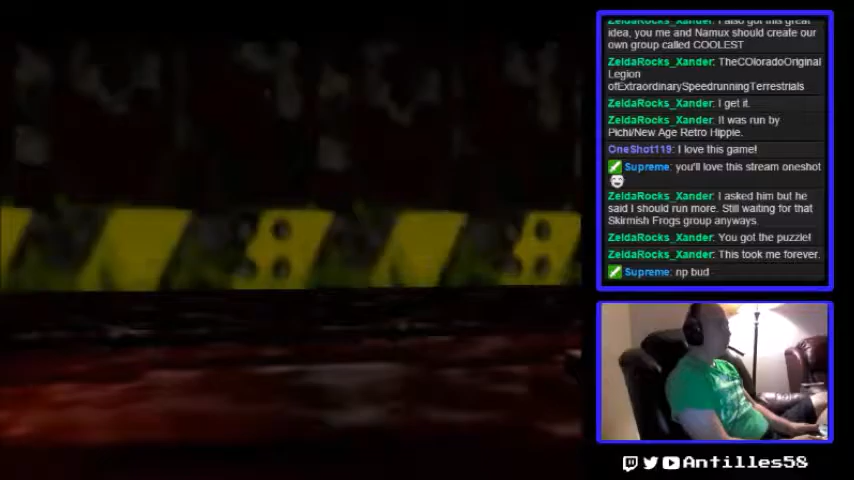 ZeldaRocks_Xander: I also got this great
idea, you me and Namux should create our
own group called COOLEST
ZeldaRocks_Xander: TheCOloradoOriginal
Legion
ofExtraordinarySpeedrunningTerrestrials
ZeldaRocks_Xander: I get it.
ZeldaRocks_Xander: It was run by
Pichi/New Age Retro Hippie.
OneShot119: I love this game!
Supreme: you'll love this stream oneshot
ZeldaRocks_Xander: I asked him but he
said I should run more. Still waiting for that
Skirmish Frogs group anyways.
ZeldaRocks_Xander: You got the puzzle!
ZeldaRocks_Xander: This took me forever.
Supreme: np bud
Antilles58